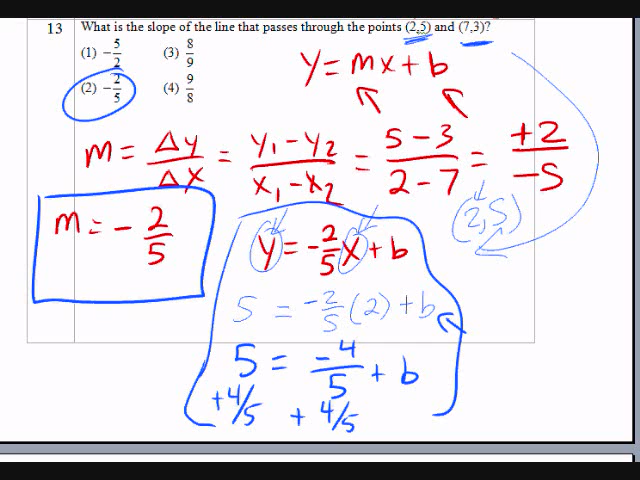 13 What is the slope of the line that passes through the points (2,5) and (7,3)?
(1) -5/2 (3) 8/9
(2) -2/5 (4) 9/8
y = mx + b
m = Δy/Δx = (y₁ - y₂)/(x₁ - x₂) = (5 - 3)/(2 - 7) = +2/-5
m = -2/5
(2, 5)
y = -2/5 x + b
5 = -2/5 (2) + b
5 = -4/5 + b
+4/5 +4/5